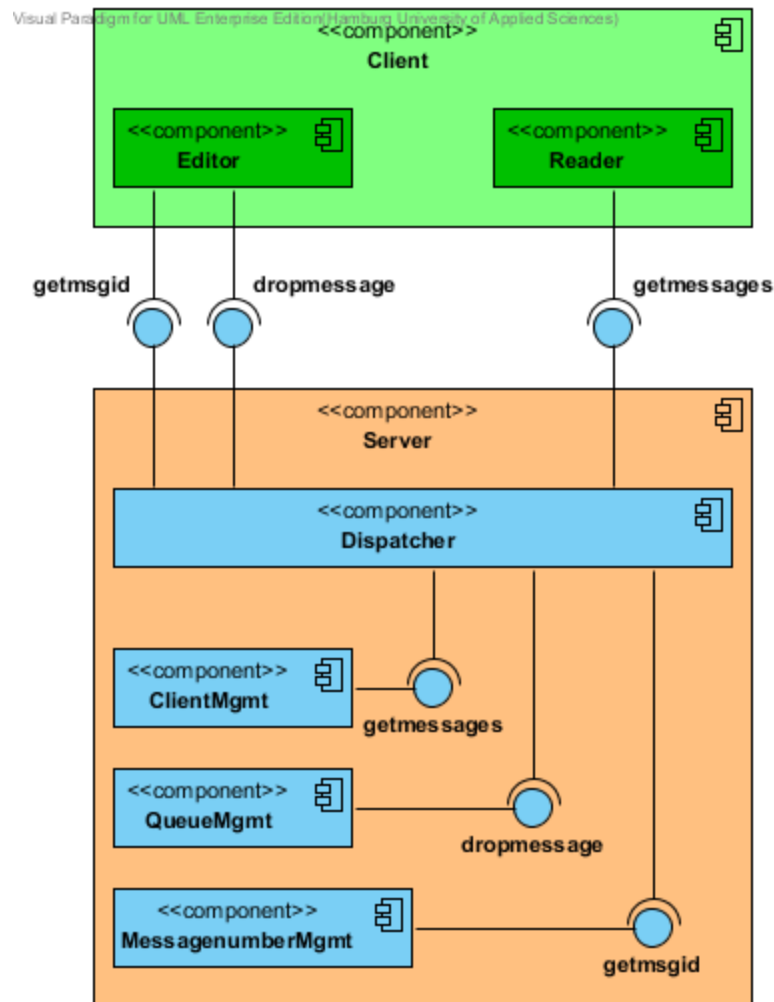 Visual Paradigm for UML Enterprise Edition(Hamburg University of Applied Sciences)
<<component>>
Client
<<component>>
Editor
<<component>>
Reader
getmsgid
dropmessage
getmessages
<<component>>
Server
<<component>>
Dispatcher
<<component>>
ClientMgmt
getmessages
<<component>>
QueueMgmt
dropmessage
<<component>>
MessagenumberMgmt
getmsgid